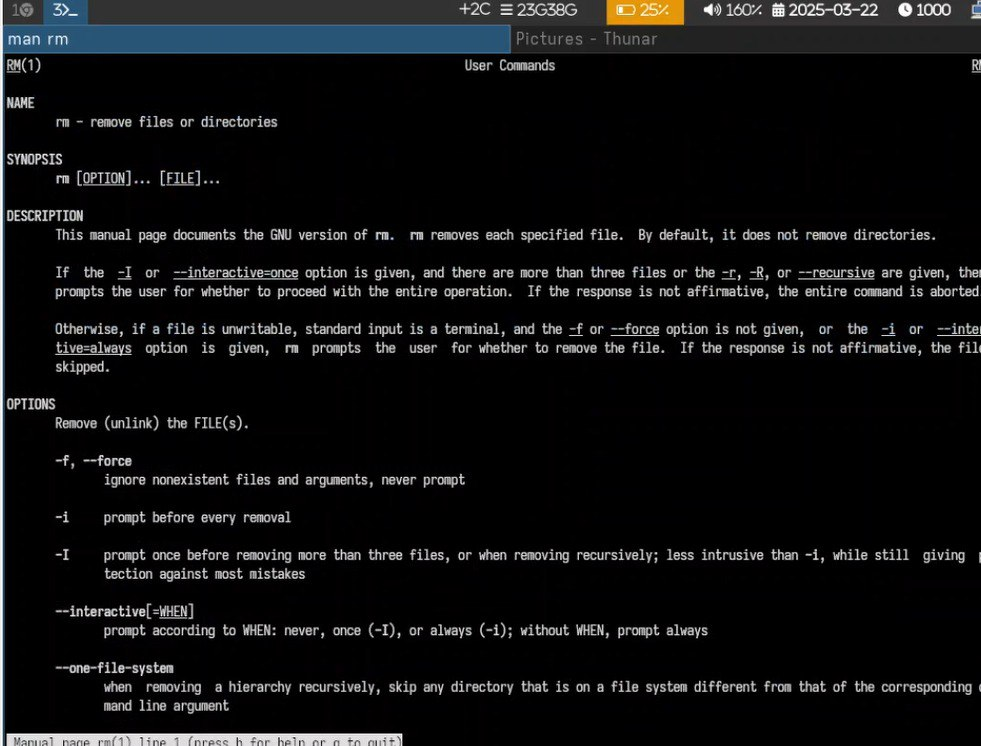 1 3 +2C 23G38G 25% 160% 2025-03-22 1000
man rm Pictures - Thunar
RM(1) User Commands RM
NAME
rm - remove files or directories
SYNOPSIS
rm [OPTION]... [FILE]...
DESCRIPTION
This manual page documents the GNU version of rm. rm removes each specified file. By default, it does not remove directories.
If the -I or --interactive=once option is given, and there are more than three files or the -r, -R, or --recursive are given, then
prompts the user for whether to proceed with the entire operation. If the response is not affirmative, the entire command is aborted
Otherwise, if a file is unwritable, standard input is a terminal, and the -f or --force option is not given, or the -i or --inte
tive=always option is given, rm prompts the user for whether to remove the file. If the response is not affirmative, the file
skipped.
OPTIONS
Remove (unlink) the FILE(s).
-f, --force
ignore nonexistent files and arguments, never prompt
-i prompt before every removal
-I prompt once before removing more than three files, or when removing recursively; less intrusive than -i, while still giving p
tection against most mistakes
--interactive[=WHEN]
prompt according to WHEN: never, once (-I), or always (-i); without WHEN, prompt always
--one-file-system
when removing a hierarchy recursively, skip any directory that is on a file system different from that of the corresponding
mand line argument
Manual page rm(1) line 1 (press h for help or q to quit)